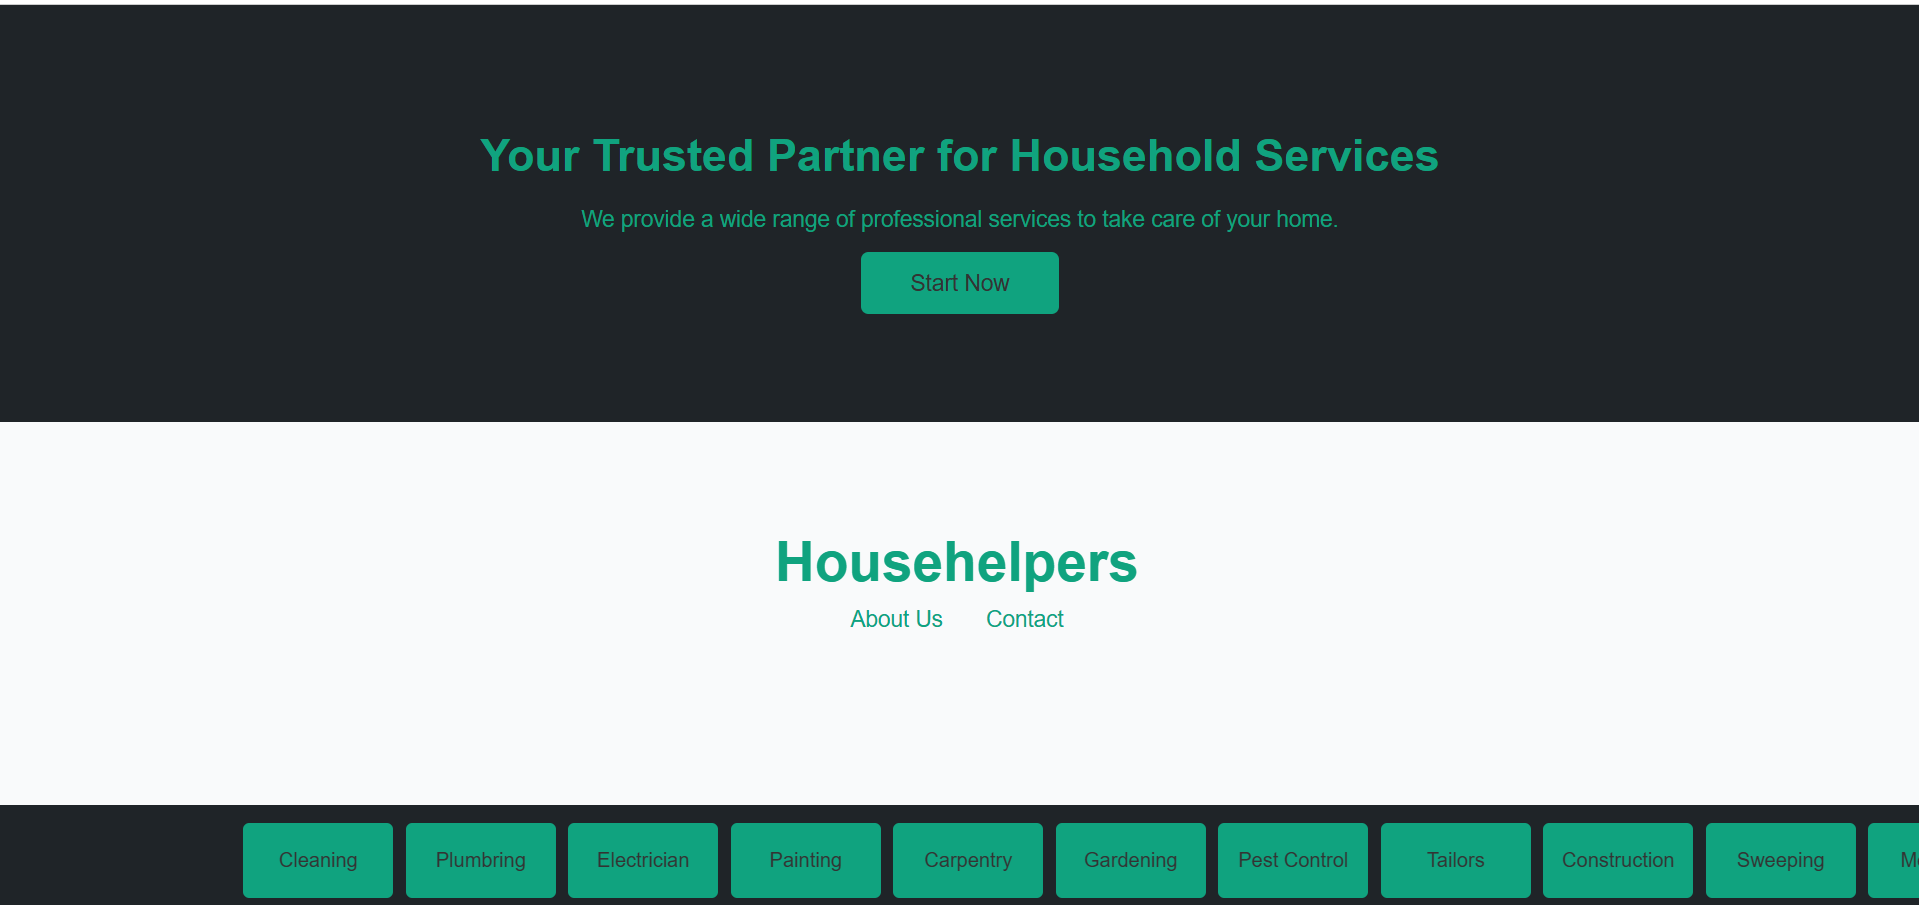 Your Trusted Partner for Household Services
We provide a wide range of professional services to take care of your home.
Start Now
Househelpers
About Us Contact
Cleaning Plumbring Electrician Painting Carpentry Gardening Pest Control Tailors Construction Sweeping